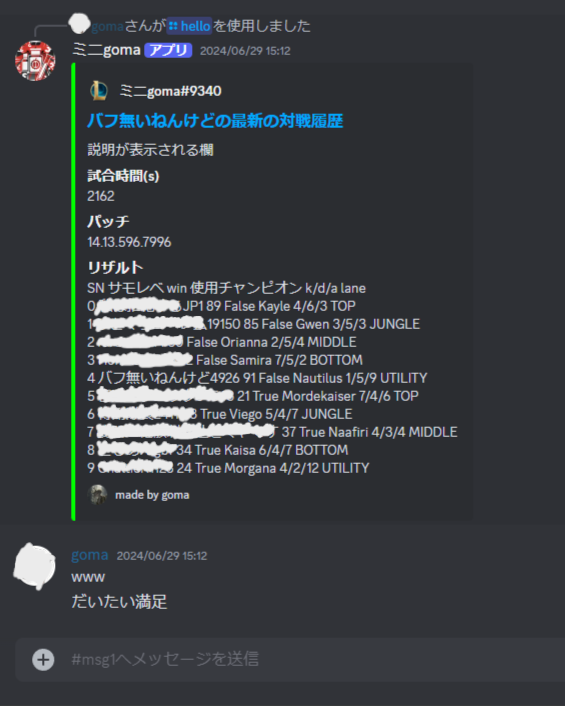 gomaさんが hello を使用しました
ミニgoma アプリ 2024/06/29 15:12
ミニgoma#9340
バフ無いねんけどの最新の対戦履歴
説明が表示される欄
試合時間(s)
2162
パッチ
14.13.596.7996
リザルト
SN サモレベ win 使用チャンピオン k/d/a lane
0 JP1 89 False Kayle 4/6/3 TOP
1 19150 85 False Gwen 3/5/3 JUNGLE
2 False Orianna 2/5/4 MIDDLE
3 False Samira 7/5/2 BOTTOM
4 バフ無いねんけど4926 91 False Nautilus 1/5/9 UTILITY
5 21 True Mordekaiser 7/4/6 TOP
6 True Viego 5/4/7 JUNGLE
7 37 True Naafiri 4/3/4 MIDDLE
8 34 True Kaisa 6/4/7 BOTTOM
9 24 True Morgana 4/2/12 UTILITY
made by goma
goma 2024/06/29 15:12
www
だいたい満足
#msg1へメッセージを送信